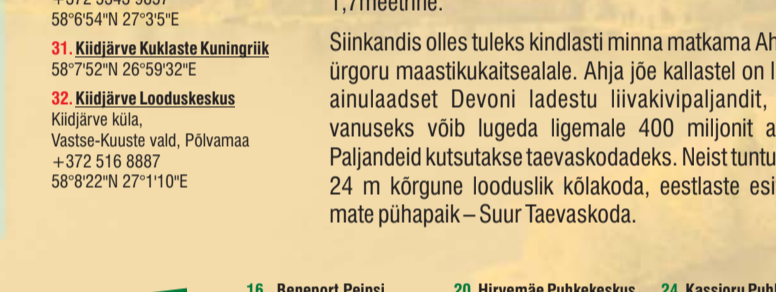 58°6'54"N 27°3'5"E
31. Kiidjärve Kuklaste Kuningriik
58°7'52"N 26°59'32"E
32. Kiidjärve Looduskeskus
Kiidjärve küla,
Vastse-Kuuste vald, Põlvamaa
+372 516 8887
58°8'22"N 27°1'10"E
1,7meetrine.
Siinkandis olles tuleks kindlasti minna matkama Ah
ürgoru maastikukaitsealale. Ahja jõe kallastel on l
ainulaadset Devoni ladestu liivakivipaljandit,
vanuseks võib lugeda ligemale 400 miljonit a
Paljandeid kutsutakse taevaskodadeks. Neist tuntu
24 m kõrgune looduslik kõlakoda, eestlaste esi
mate pühapaik – Suur Taevaskoda.
16. Reneport Peipsi
20. Hirvemäe Puhkekeskus
24. Kassioru Puh